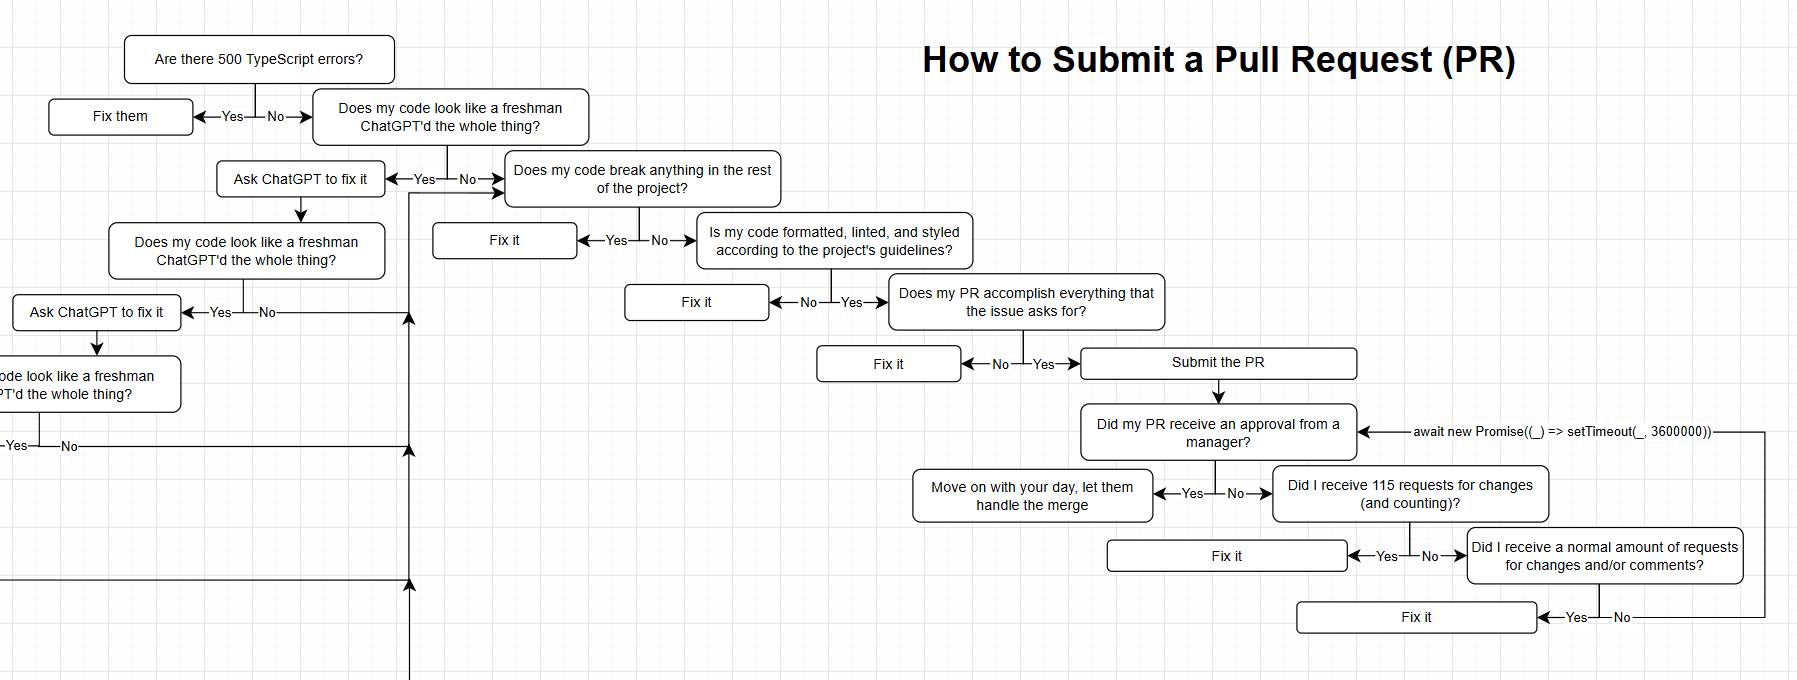 How to Submit a Pull Request (PR)
Are there 500 TypeScript errors?
Fix them
Yes
No
Does my code look like a freshman
ChatGPT'd the whole thing?
Ask ChatGPT to fix it
Yes
No
Does my code break anything in the rest
of the project?
Does my code look like a freshman
ChatGPT'd the whole thing?
Fix it
Yes
No
Is my code formatted, linted, and styled
according to the project's guidelines?
Ask ChatGPT to fix it
Yes
No
Fix it
No
Yes
Does my PR accomplish everything that
the issue asks for?
ode look like a freshman
PT'd the whole thing?
Fix it
No
Yes
Submit the PR
Yes
No
Did my PR receive an approval from a
manager?
await new Promise((_) => setTimeout(_, 3600000))
Move on with your day, let them
handle the merge
Yes
No
Did I receive 115 requests for changes
(and counting)?
Fix it
Yes
No
Did I receive a normal amount of requests
for changes and/or comments?
Fix it
Yes
No